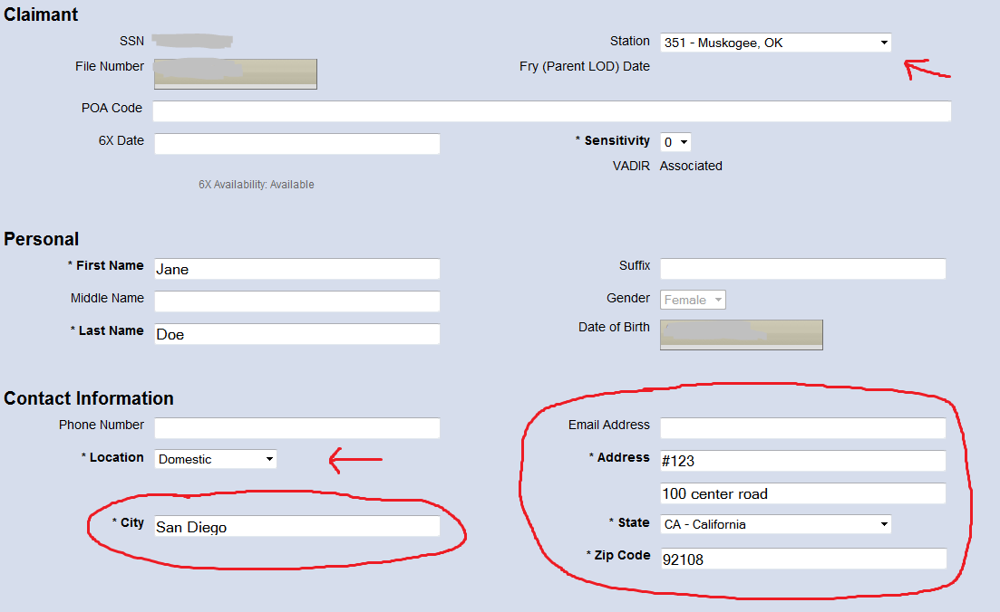 Claimant
SSN
Station 351 - Muskogee, OK
File Number
Fry (Parent LOD) Date
POA Code
6X Date
* Sensitivity 0
VADIR Associated
6X Availability: Available
Personal
* First Name Jane
Suffix
Middle Name
Gender Female
* Last Name Doe
Date of Birth
Contact Information
Phone Number
Email Address
* Location Domestic
* Address #123
100 center road
* City San Diego
* State CA - California
* Zip Code 92108